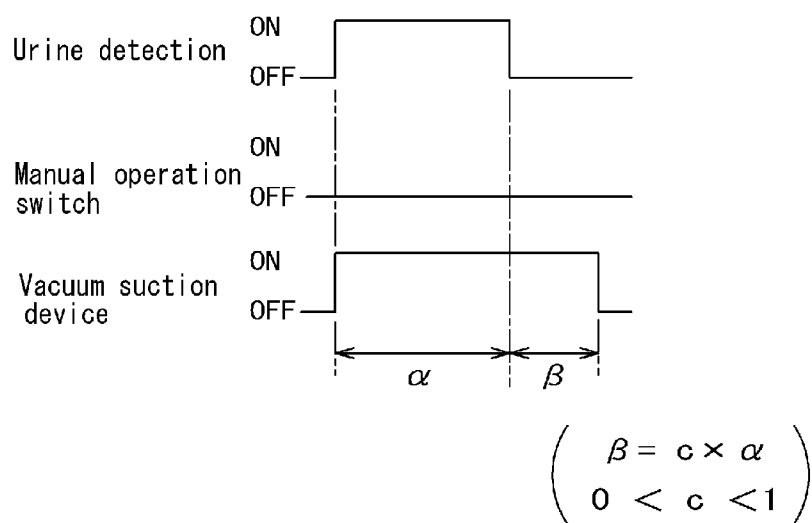 ON
Urine detection
OFF
ON
Manual operation
switch
OFF
ON
Vacuum suction
device
OFF
α β
β = c × α
0 < c < 1